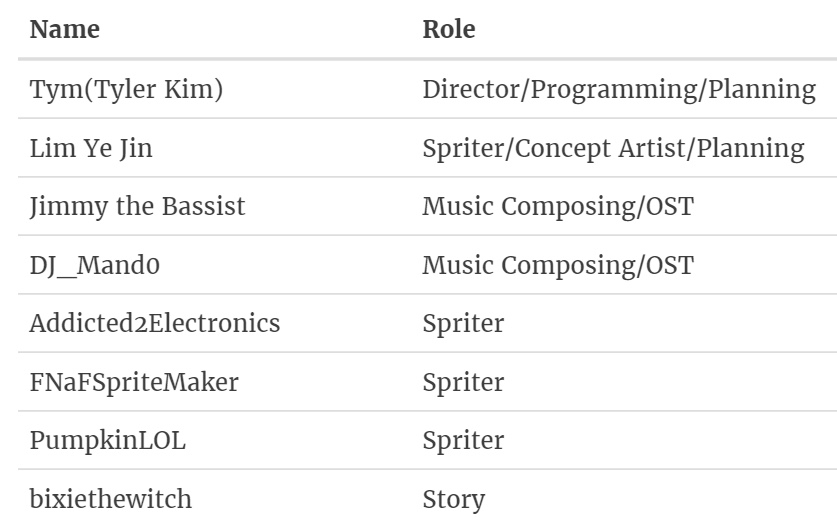 Name Role
Tym(Tyler Kim) Director/Programming/Planning
Lim Ye Jin Spriter/Concept Artist/Planning
Jimmy the Bassist Music Composing/OST
DJ_Mand0 Music Composing/OST
Addicted2Electronics Spriter
FNaFSpriteMaker Spriter
PumpkinLOL Spriter
bixiethewitch Story